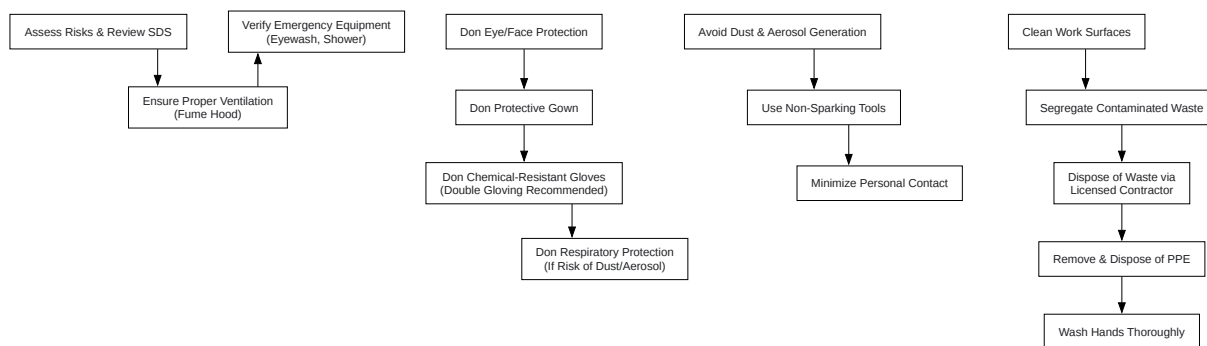 Assess Risks & Review SDS
Verify Emergency Equipment
(Eyewash, Shower)
Ensure Proper Ventilation
(Fume Hood)
Don Eye/Face Protection
Don Protective Gown
Don Chemical-Resistant Gloves
(Double Gloving Recommended)
Don Respiratory Protection
(If Risk of Dust/Aerosol)
Avoid Dust & Aerosol Generation
Use Non-Sparking Tools
Minimize Personal Contact
Clean Work Surfaces
Segregate Contaminated Waste
Dispose of Waste via
Licensed Contractor
Remove & Dispose of PPE
Wash Hands Thoroughly